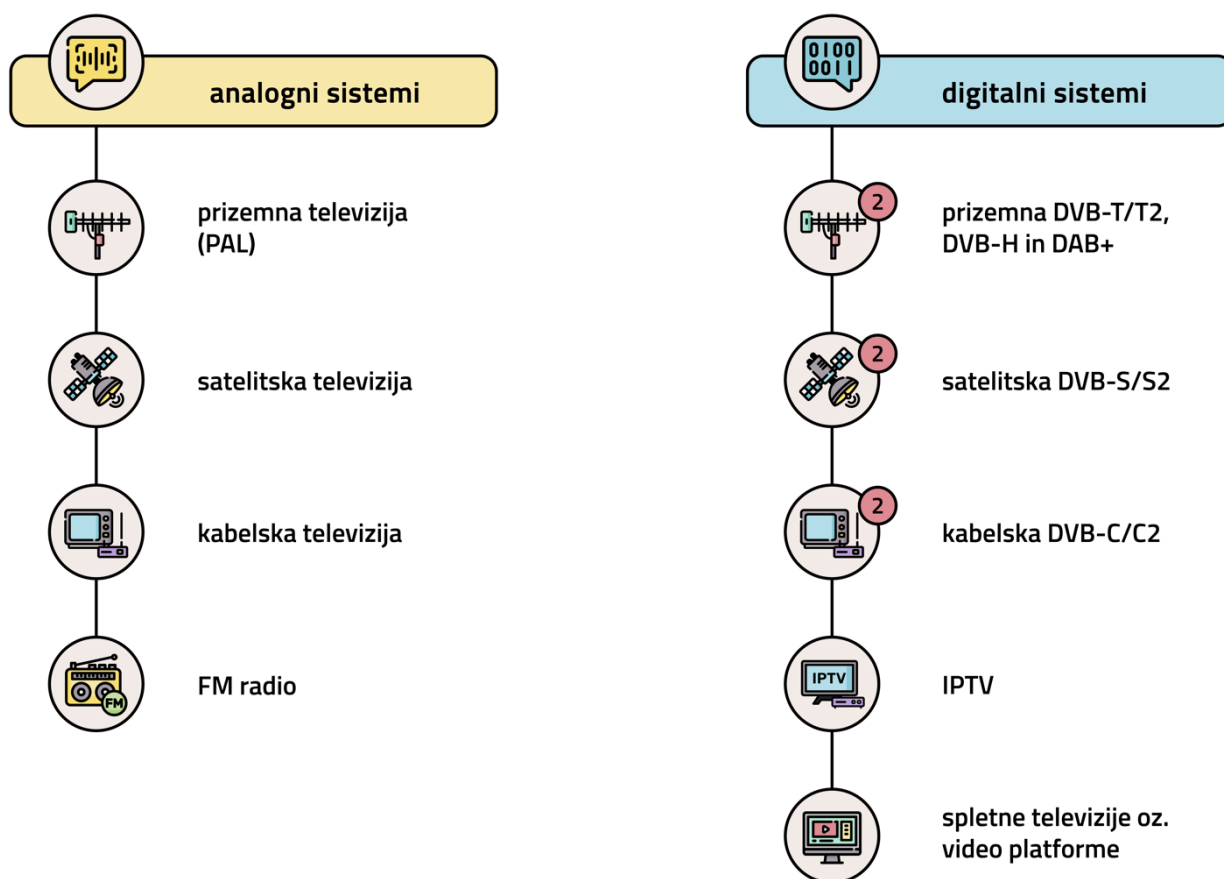 analogni sistemi
prizemna televizija
(PAL)
satelitska televizija
kabelska televizija
FM radio
FM
0100
0011
digitalni sistemi
2
prizemna DVB-T/T2,
DVB-H in DAB+
2
satelitska DVB-S/S2
2
kabelska DVB-C/C2
IPTV
IPTV
spletne televizije oz.
video platforme